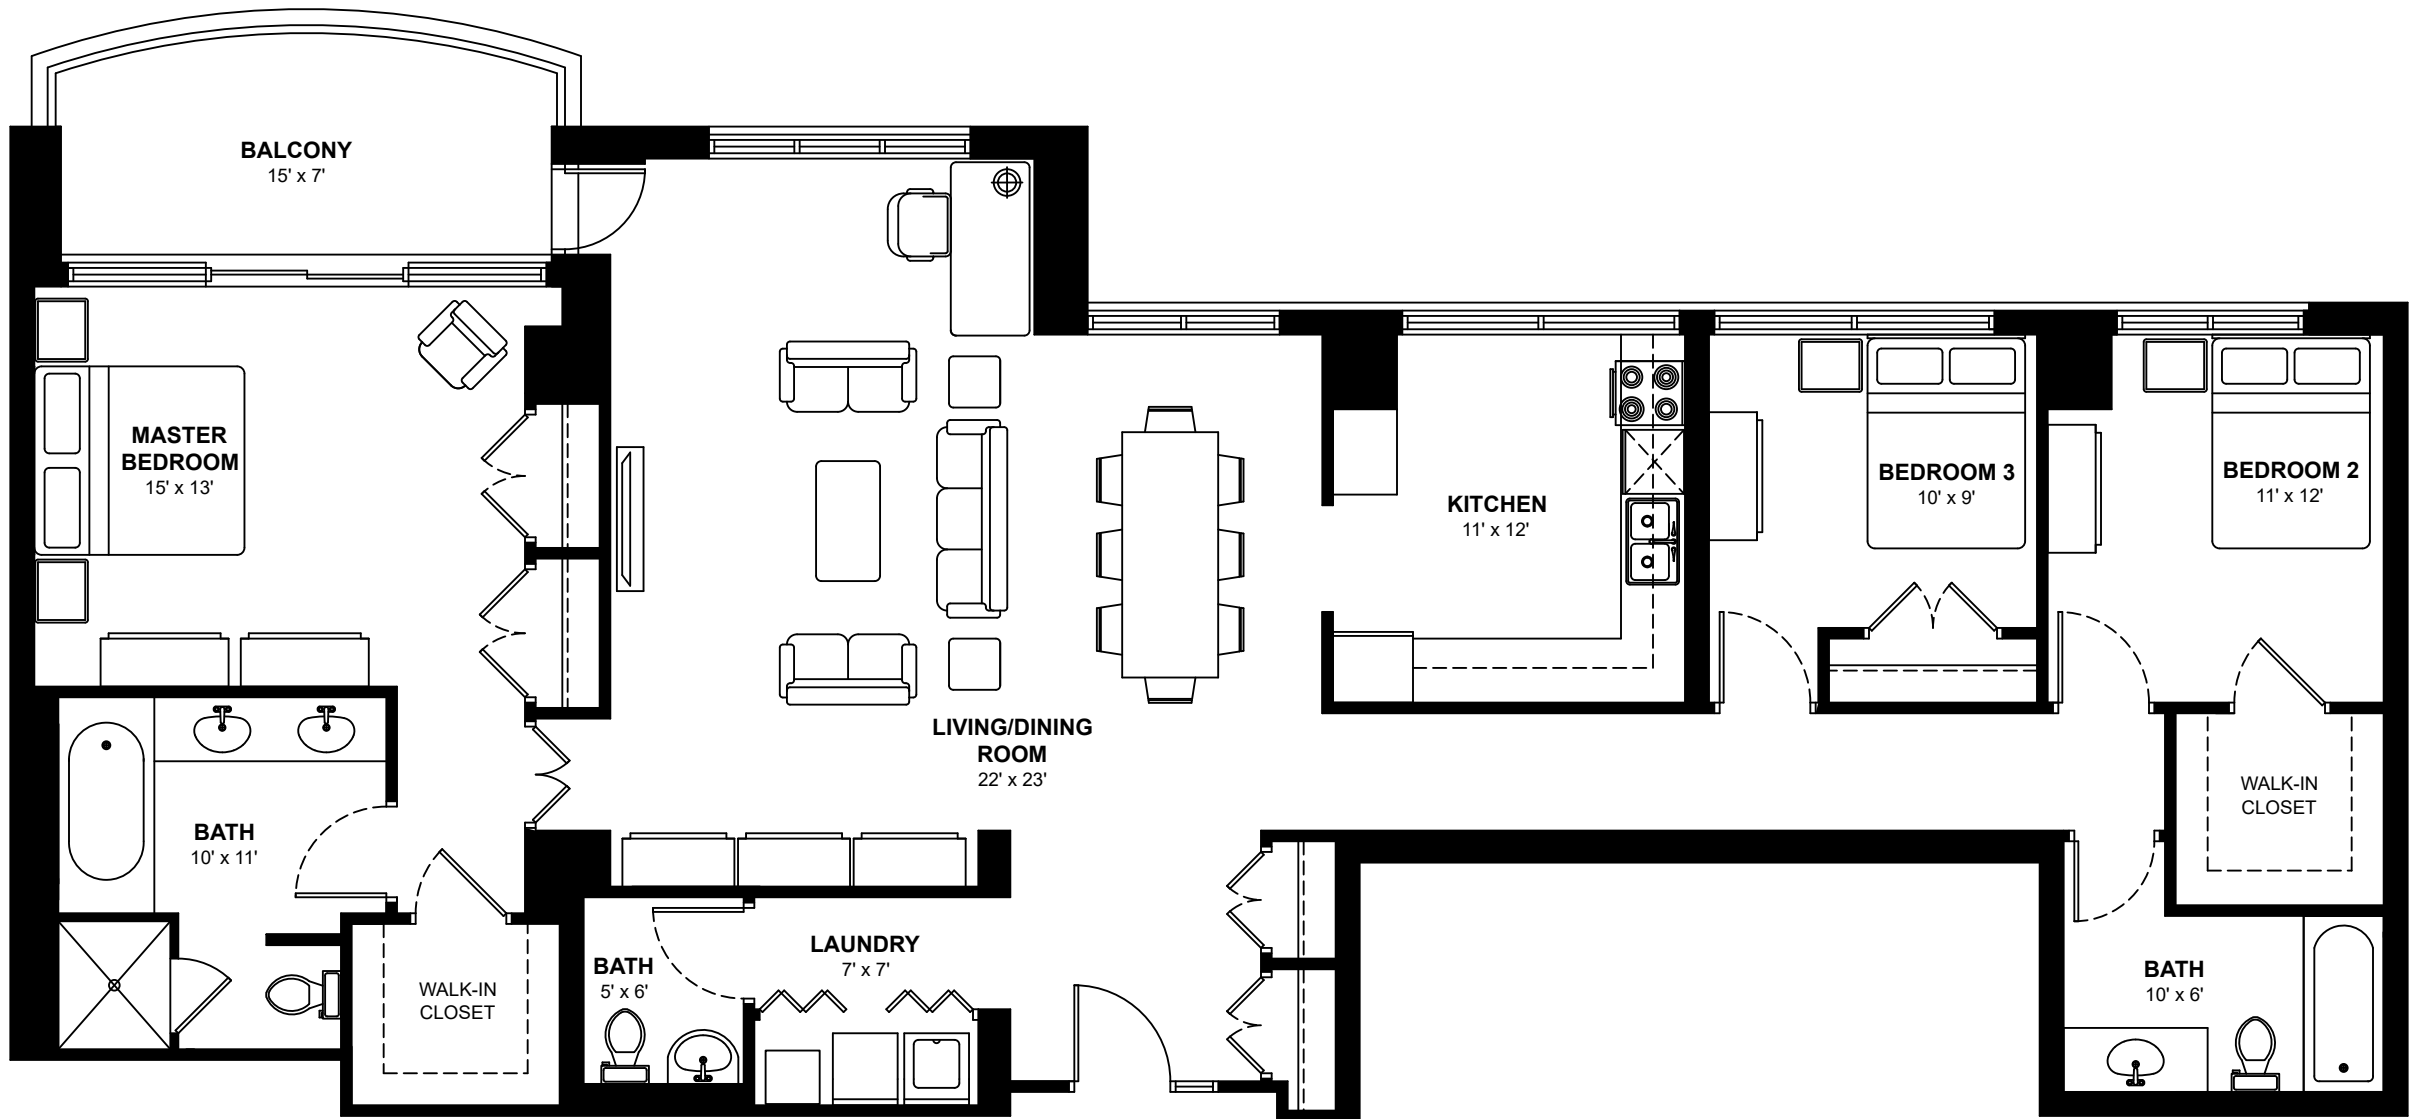 BALCONY
15' x 7'
MASTER
BEDROOM
15' x 13'
BATH
10' x 11'
WALK-IN
CLOSET
LIVING/DINING
ROOM
22' x 23'
BATH
5' x 6'
LAUNDRY
7' x 7'
KITCHEN
11' x 12'
BEDROOM 3
10' x 9'
BEDROOM 2
11' x 12'
WALK-IN
CLOSET
BATH
10' x 6'